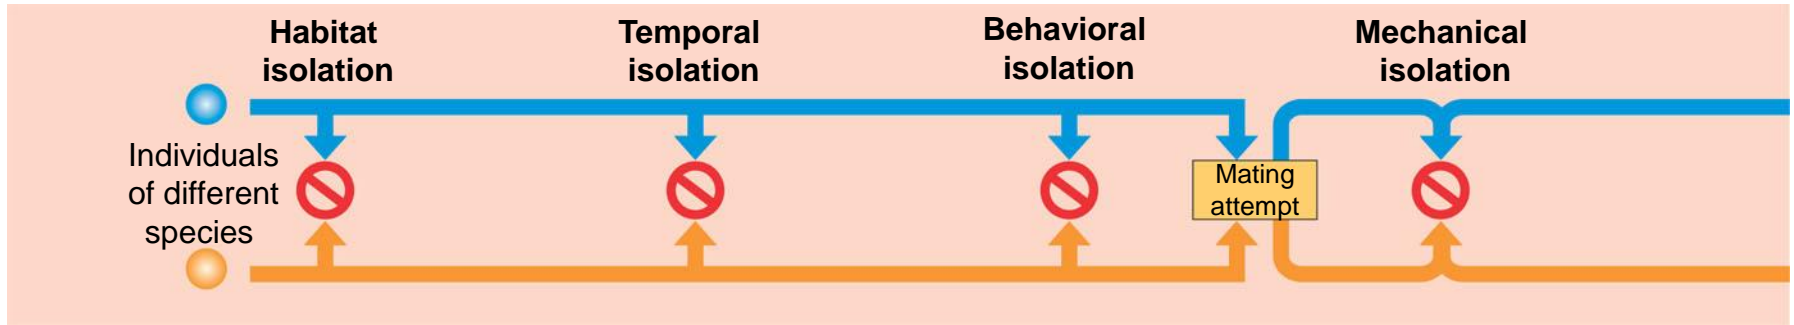 Habitat
isolation
Temporal
isolation
Behavioral
isolation
Mechanical
isolation
Individuals
of different
species
Mating
attempt